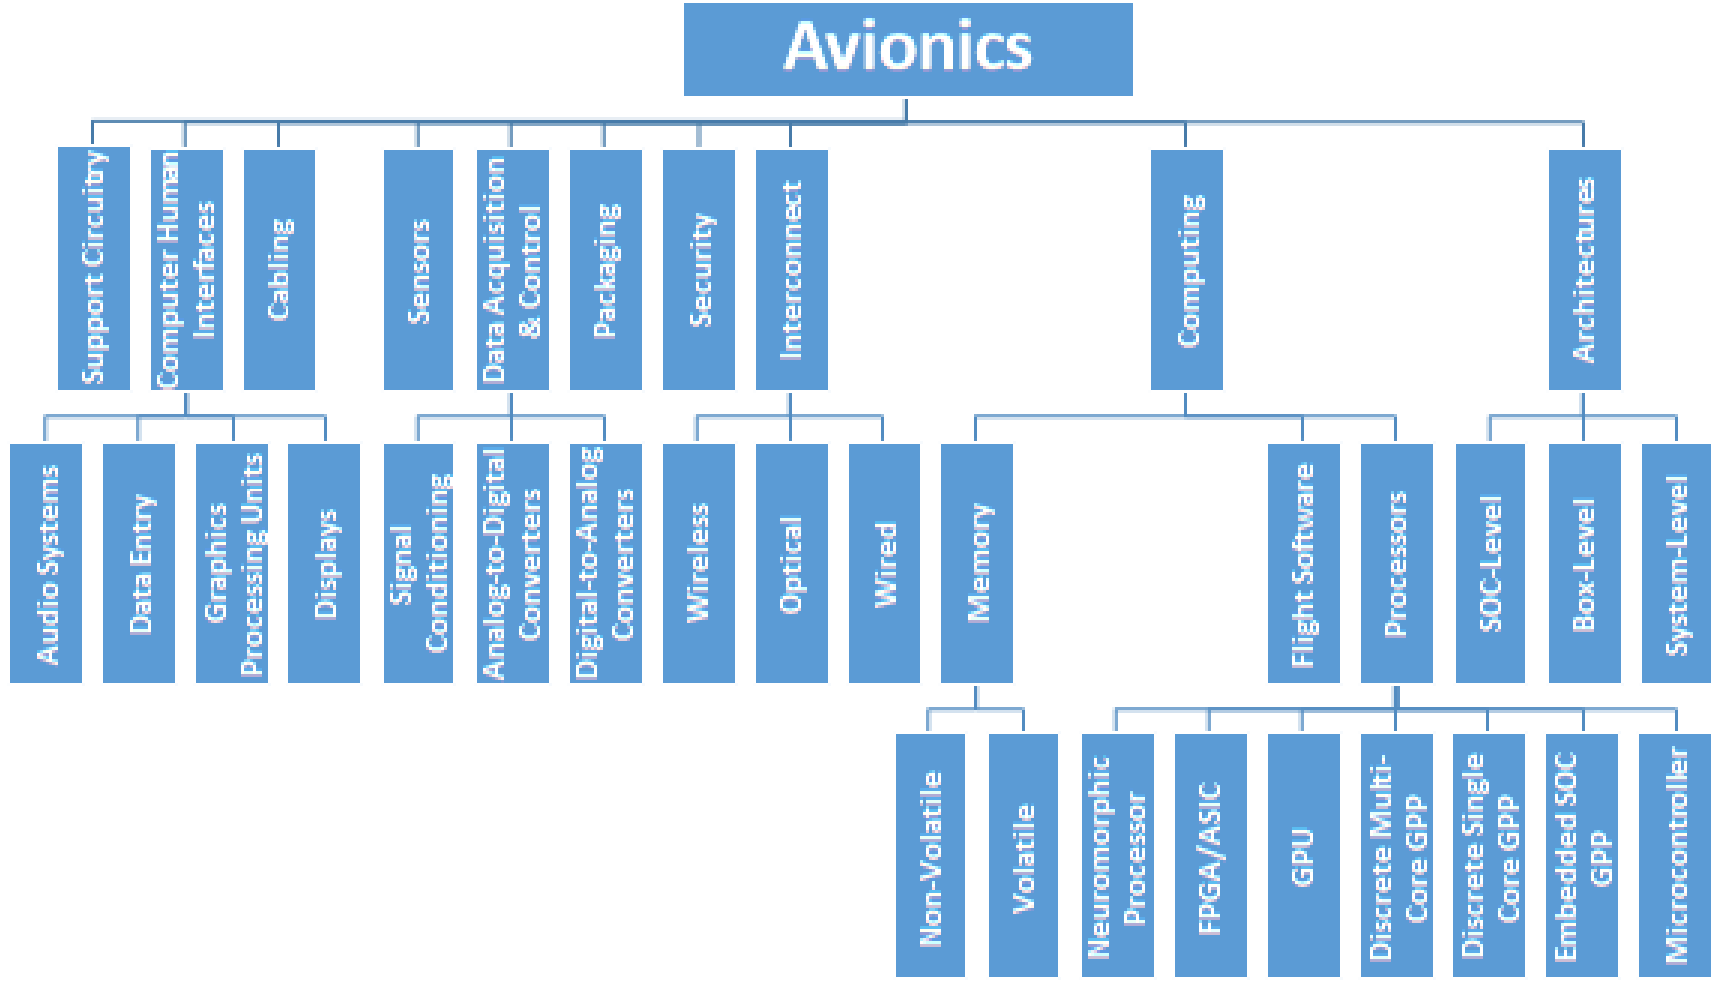 Avionics
Support Circuitry
Computer Human
Interfaces
Cabling
Sensors
Data Acquisition
& Control
Packaging
Security
Interconnect
Computing
Architectures
Audio Systems
Data Entry
Graphics
Processing Units
Displays
Signal
Conditioning
Analog-to-Digital
Converters
Digital-to-Analog
Converters
Wireless
Optical
Wired
Memory
Flight Software
Processors
SOC-Level
Box-Level
System-Level
Non-Volatile
Volatile
Neuromorphic
Processor
FPGA/ASIC
GPU
Discrete Multi-
Core GPP
Discrete Single
Core GPP
Embedded SOC
GPP
Microcontroller